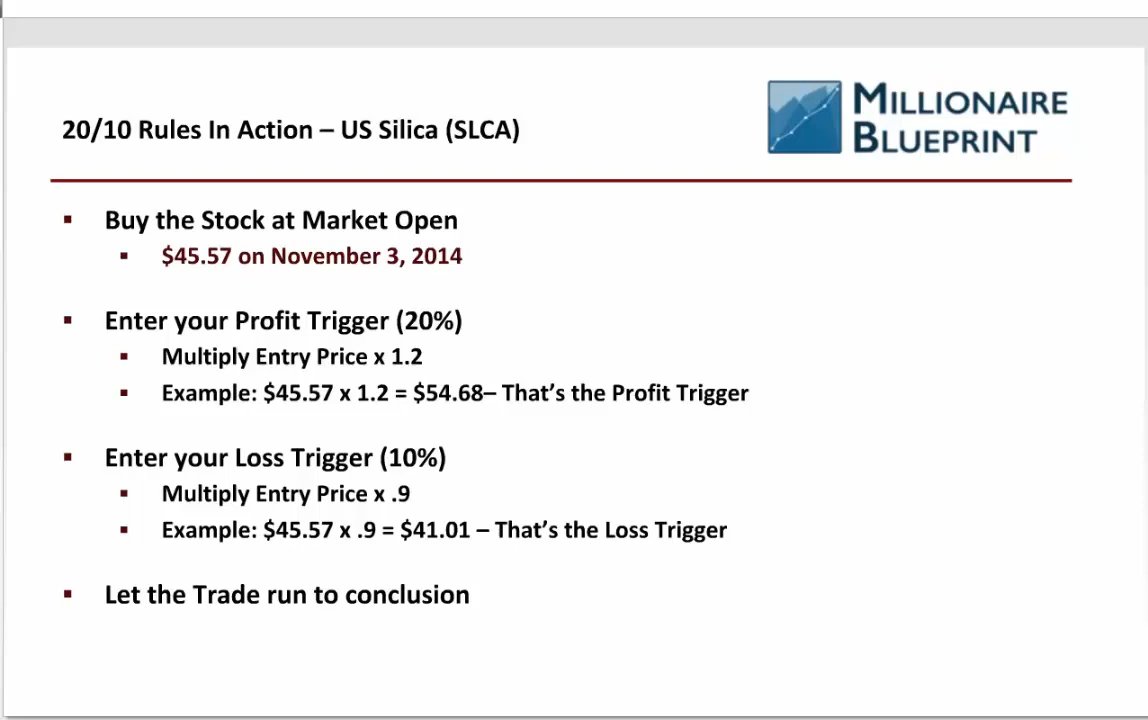 MILLIONAIRE
BLUEPRINT
20/10 Rules In Action – US Silica (SLCA)
▪ Buy the Stock at Market Open
▪ $45.57 on November 3, 2014
▪ Enter your Profit Trigger (20%)
▪ Multiply Entry Price x 1.2
▪ Example: $45.57 x 1.2 = $54.68– That’s the Profit Trigger
▪ Enter your Loss Trigger (10%)
▪ Multiply Entry Price x .9
▪ Example: $45.57 x .9 = $41.01 – That’s the Loss Trigger
▪ Let the Trade run to conclusion